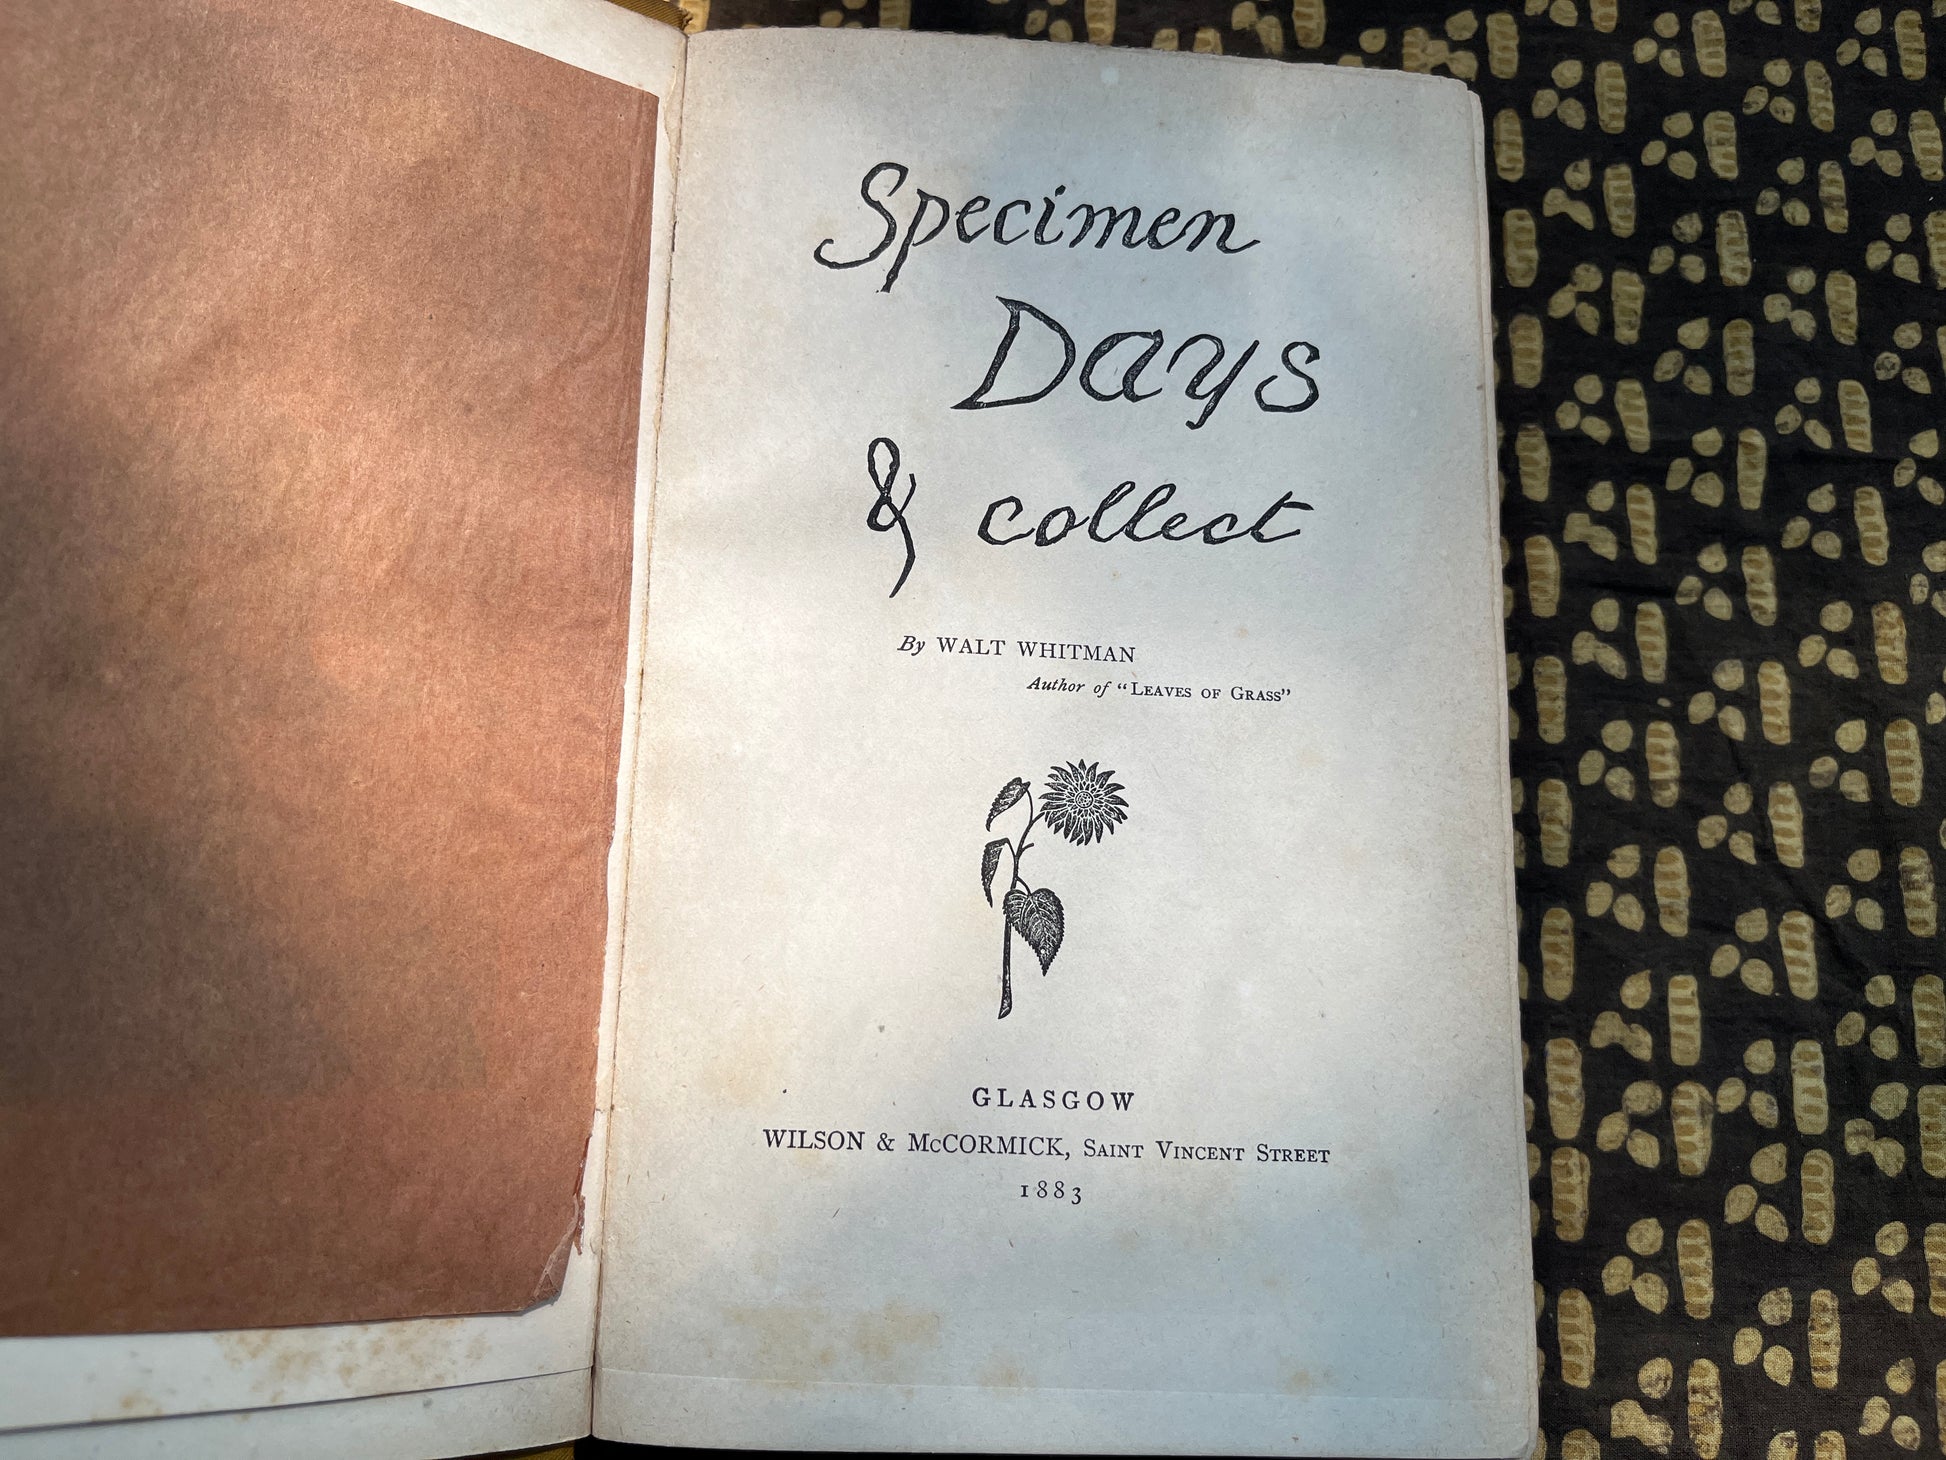 Specimen
Days
& collect
By WALT WHITMAN
Author of “LEAVES OF GRASS”
GLASGOW
WILSON & McCORMICK, SAINT VINCENT STREET
1883